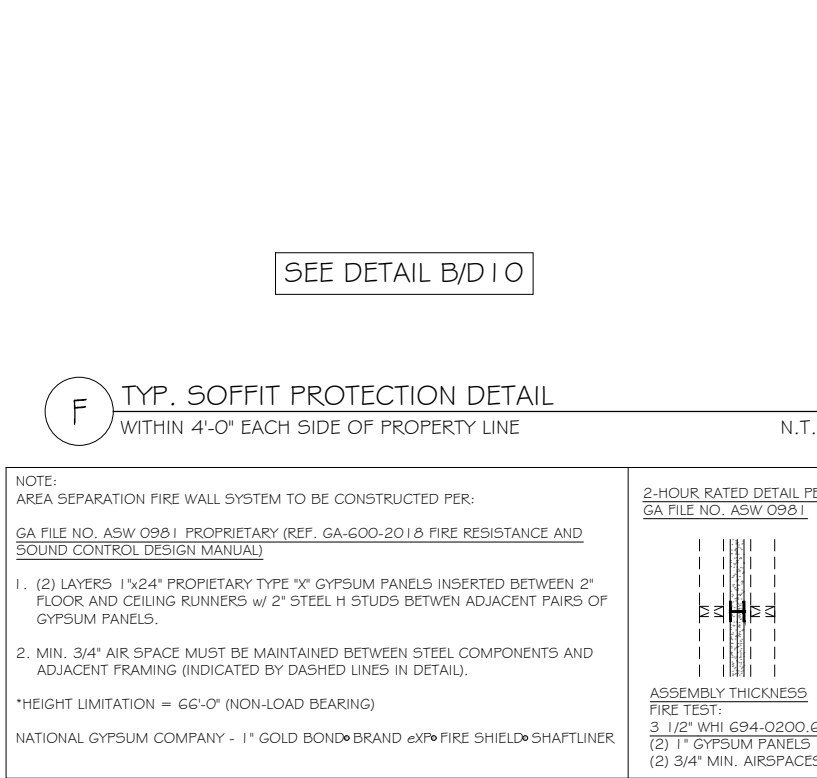 SEE DETAIL B/D10
F
TYP. SOFFIT PROTECTION DETAIL
WITHIN 4'-0" EACH SIDE OF PROPERTY LINE
N.T.
NOTE:
AREA SEPARATION FIRE WALL SYSTEM TO BE CONSTRUCTED PER:
GA FILE NO. ASW 0981 PROPRIETARY (REF. GA-600-2018 FIRE RESISTANCE AND
SOUND CONTROL DESIGN MANUAL)
1. (2) LAYERS 1"x24" PROPIETARY TYPE "X" GYPSUM PANELS INSERTED BETWEEN 2"
FLOOR AND CEILING RUNNERS w/ 2" STEEL H STUDS BETWEN ADJACENT PAIRS OF
GYPSUM PANELS.
2. MIN. 3/4" AIR SPACE MUST BE MAINTAINED BETWEEN STEEL COMPONENTS AND
ADJACENT FRAMING (INDICATED BY DASHED LINES IN DETAIL).
*HEIGHT LIMITATION = 66'-0" (NON-LOAD BEARING)
NATIONAL GYPSUM COMPANY - 1" GOLD BOND BRAND eXP FIRE SHIELD SHAFTLINER
2-HOUR RATED DETAIL PE
GA FILE NO. ASW 0981
ASSEMBLY THICKNESS
FIRE TEST:
3 1/2" WHI 694-0200.6
(2) 1" GYPSUM PANELS
(2) 3/4" MIN. AIRSPACES